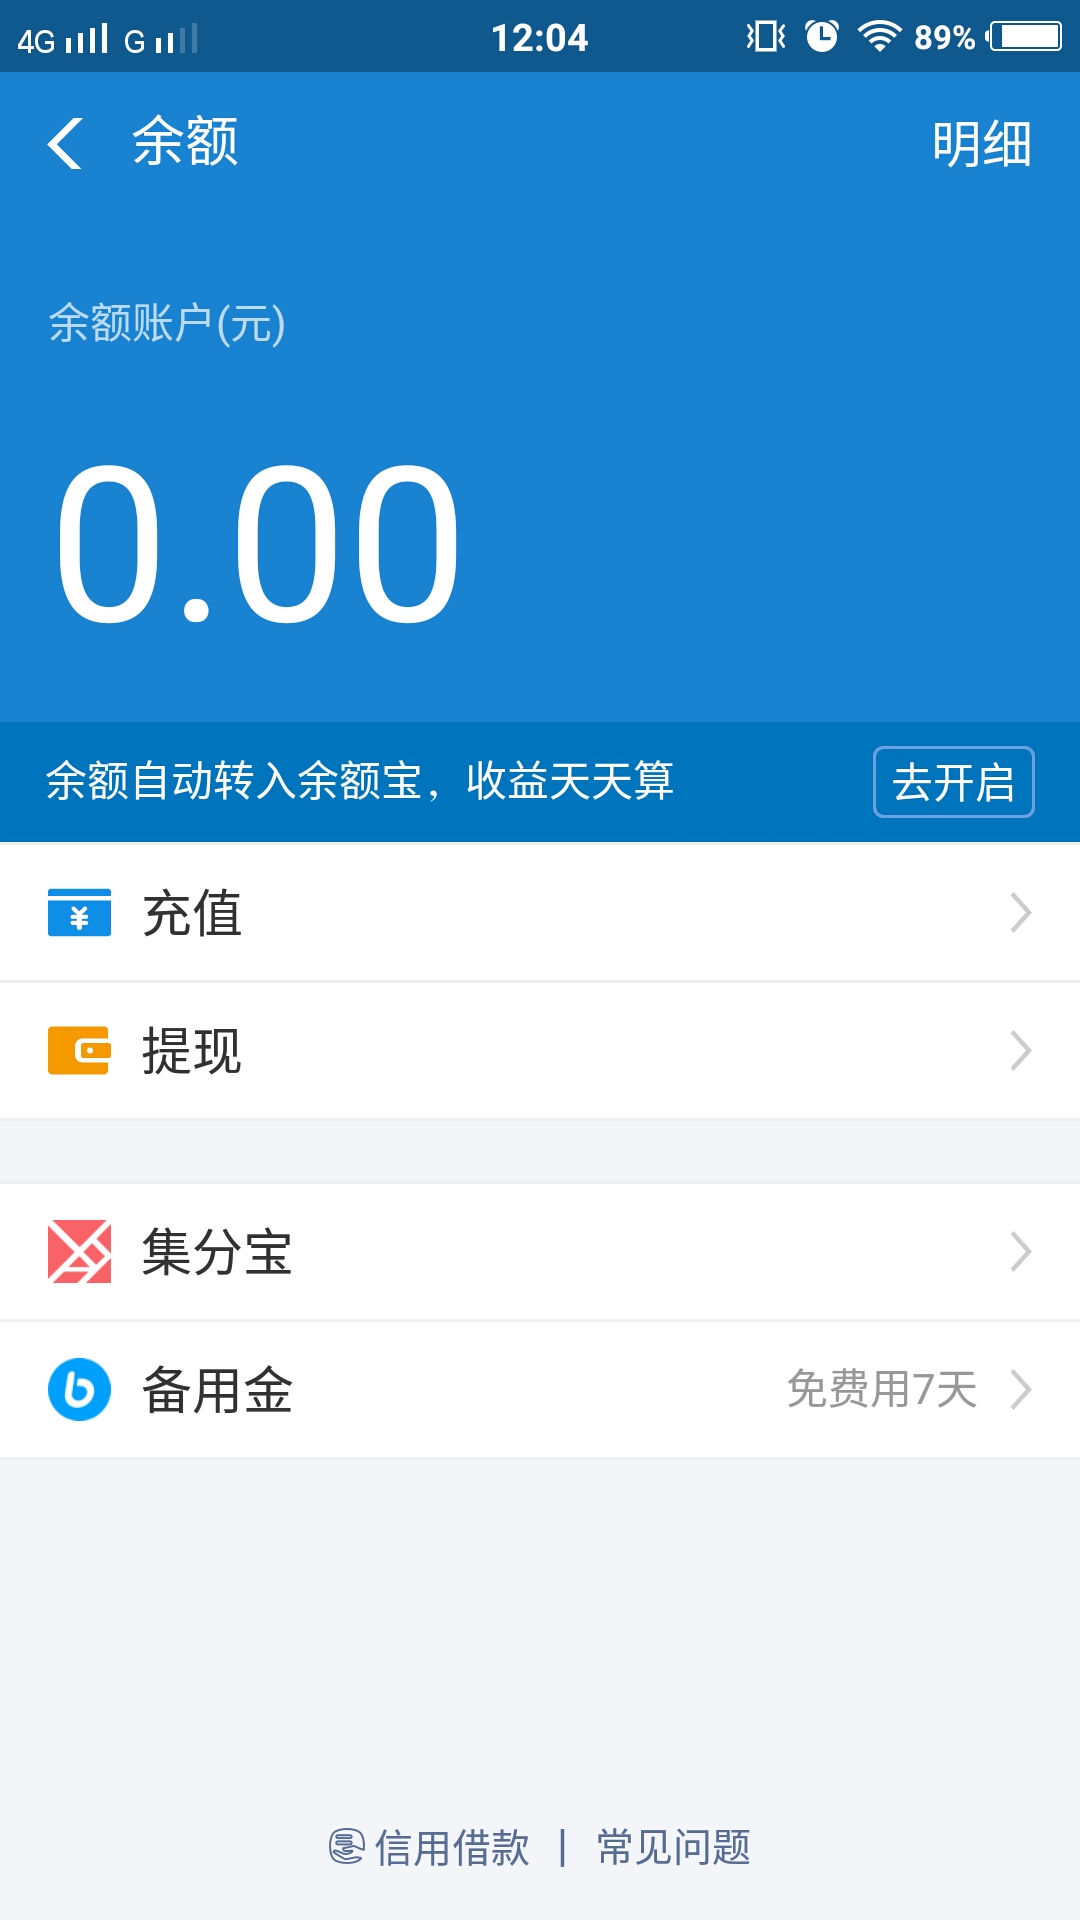 4G G 12:04 89%
余额 明细
余额账户(元)
0.00
余额自动转入余额宝，收益天天算 去开启
充值
提现
集分宝
备用金 免费用7天
信用借款 | 常见问题